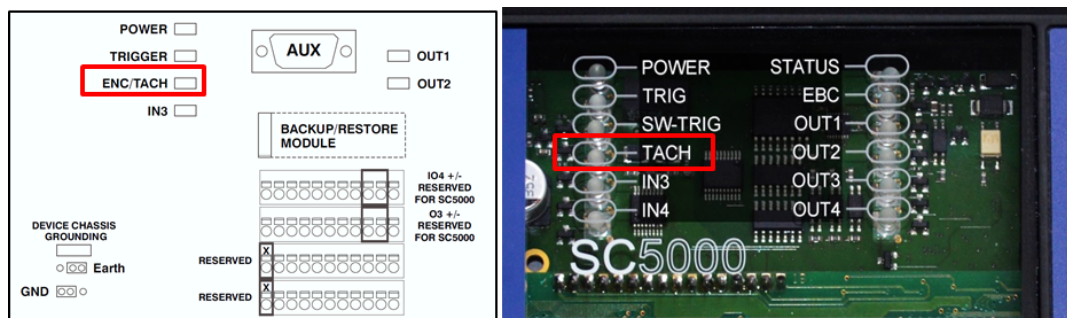 POWER
TRIGGER
ENC/TACH
IN3
AUX
OUT1
OUT2
BACKUP/RESTORE
MODULE
IO4 +/-
RESERVED
FOR SC5000
O3 +/-
RESERVED
FOR SC5000
DEVICE CHASSIS
GROUNDING
Earth
GND
X
RESERVED
X
RESERVED
POWER
TRIG
SW-TRIG
TACH
IN3
IN4
STATUS
EBC
OUT1
OUT2
OUT3
OUT4
SC5000